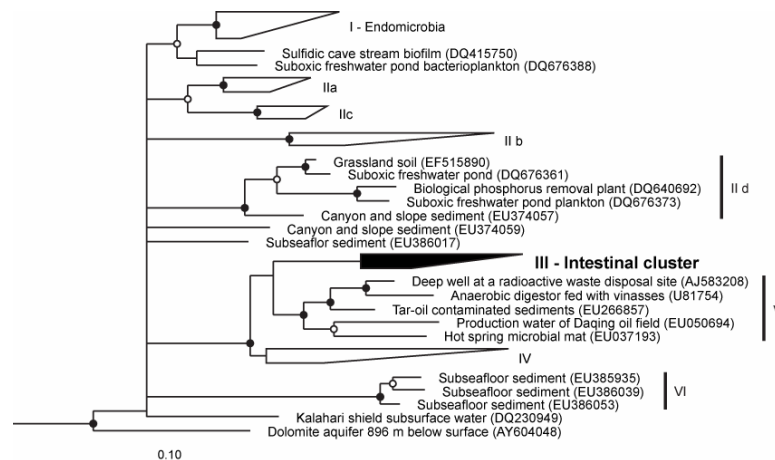 I - Endomicrobia
Sulfidic cave stream biofilm (DQ415750)
Suboxic freshwater pond bacterioplankton (DQ676388)
IIa
IIc
II b
Grassland soil (EF515890)
Suboxic freshwater pond (DQ676361)
Biological phosphorus removal plant (DQ640692)
II d
Suboxic freshwater pond plankton (DQ676373)
Canyon and slope sediment (EU374057)
Canyon and slope sediment (EU374059)
Subseaflor sediment (EU386017)
III - Intestinal cluster
Deep well at a radioactive waste disposal site (AJ583208)
Anaerobic digestor fed with vinasses (U81754)
Tar-oil contaminated sediments (EU266857)
Production water of Daqing oil field (EU050694)
Hot spring microbial mat (EU037193)
IV
Subseafloor sediment (EU385935)
Subseafloor sediment (EU386039)
VI
Subseafloor sediment (EU386053)
Kalahari shield subsurface water (DQ230949)
Dolomite aquifer 896 m below surface (AY604048)
0.10